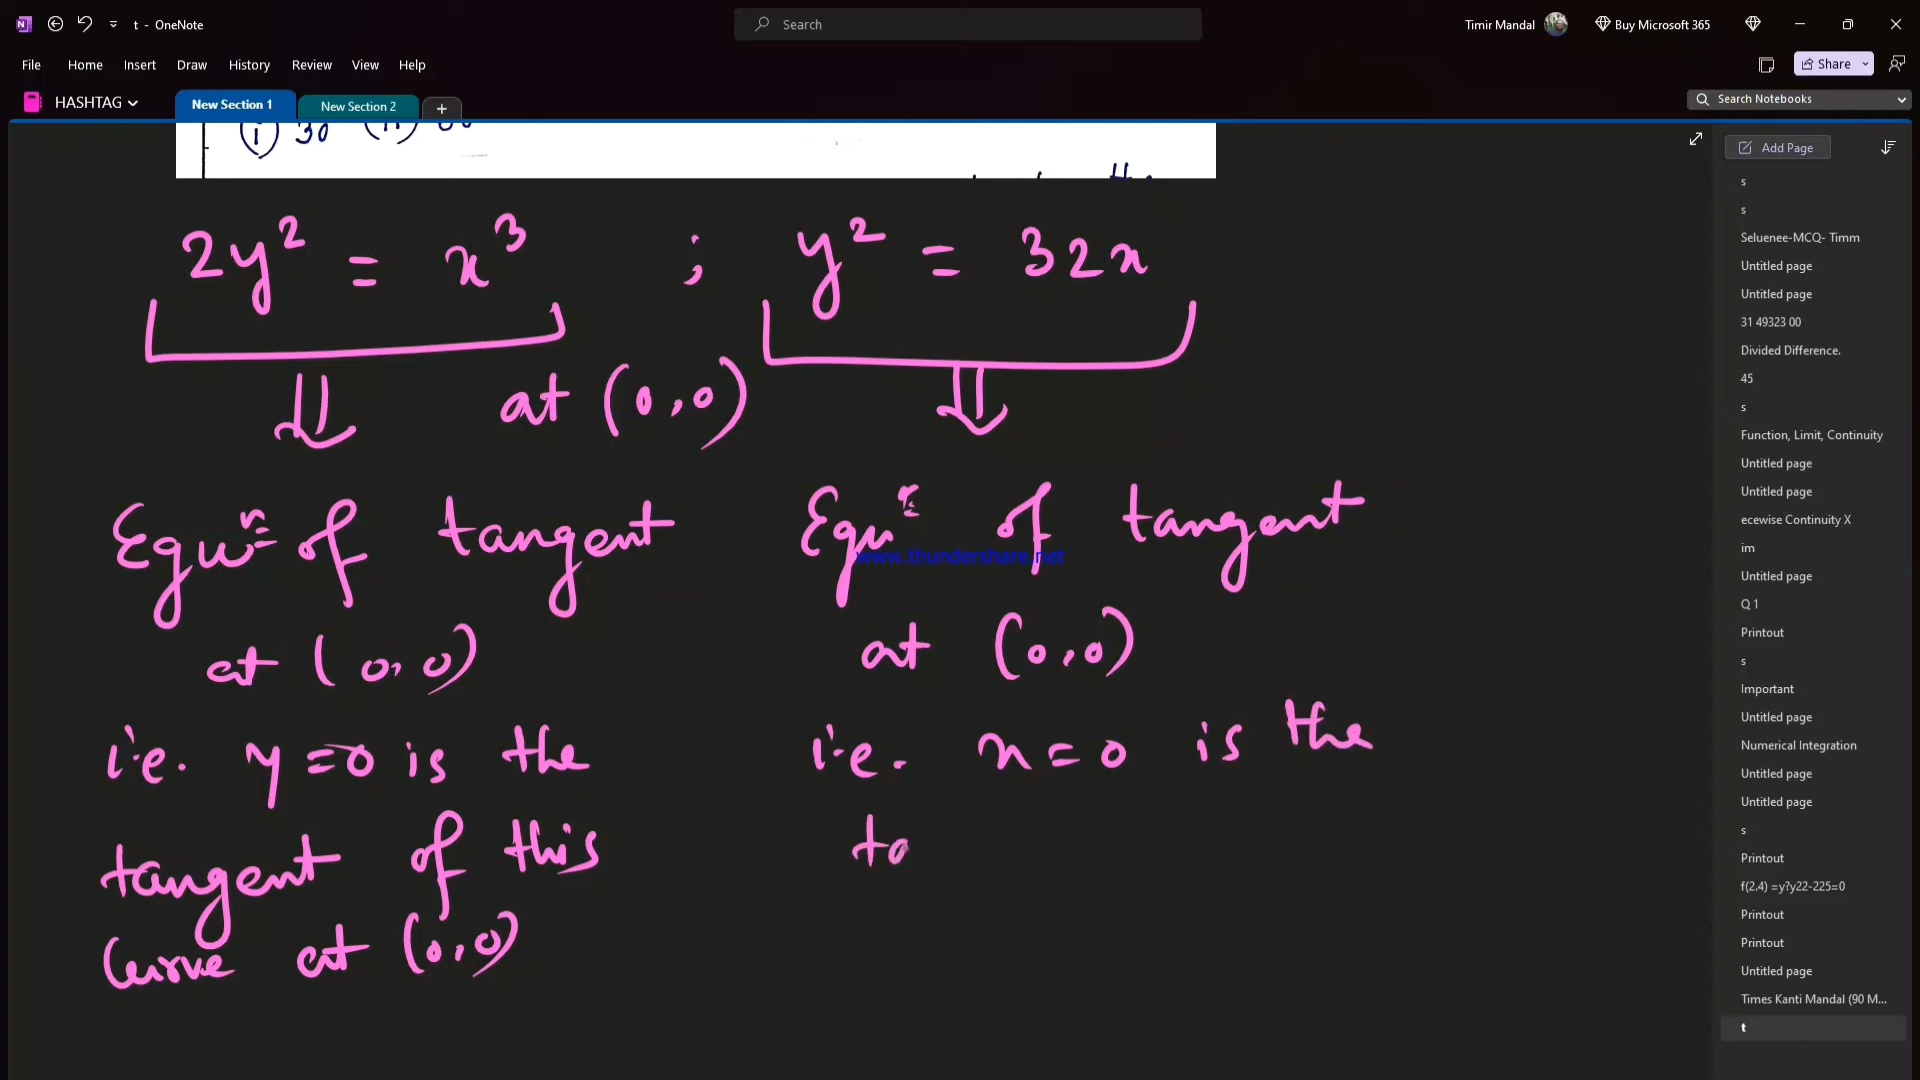 t - OneNote
Search
Timir Mandal
Buy Microsoft 365
File Home Insert Draw History Review View Help
Share
HASHTAG
New Section 1
New Section 2
+
Search Notebooks
Add Page
s
s
Seluenee-MCQ- Timm
Untitled page
Untitled page
31 49323 00
Divided Difference.
45
s
Function, Limit, Continuity
Untitled page
Untitled page
ecewise Continuity X
im
Untitled page
Q 1
Printout
s
Important
Untitled page
Numerical Integration
Untitled page
Untitled page
s
Printout
f(2.4) =y?y22-225=0
Printout
Printout
Untitled page
Times Kanti Mandal (90 M...
t
(i) 30 (ii)
2y² = x³ ; y² = 32x
at (0,0)
Equⁿ of tangent
at (0,0)
i.e. y=0 is the
tangent of this
curve at (0,0)
Equⁿ of tangent
at (0,0)
i.e. x=0 is the
ta
www.thundershare.net